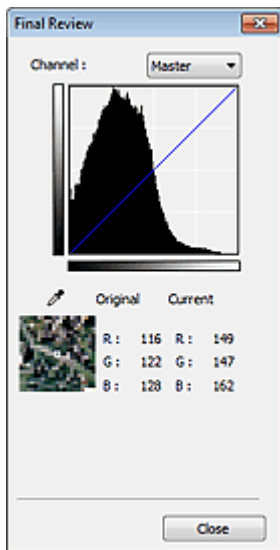 Final Review
Channel : Master
Original Current
R : 116 R : 149
G : 122 G : 147
B : 128 B : 162
Close